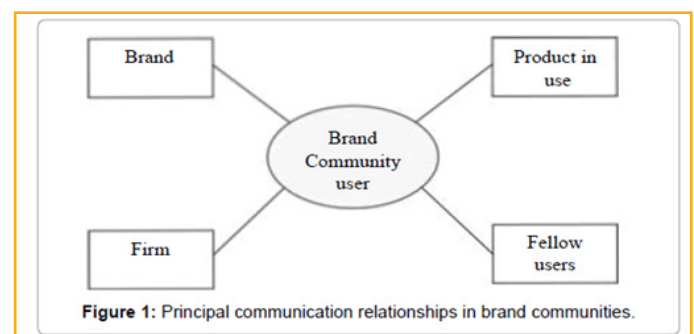 Brand
Product in
use
Brand
Community
user
Firm
Fellow
users
Figure 1: Principal communication relationships in brand communities.